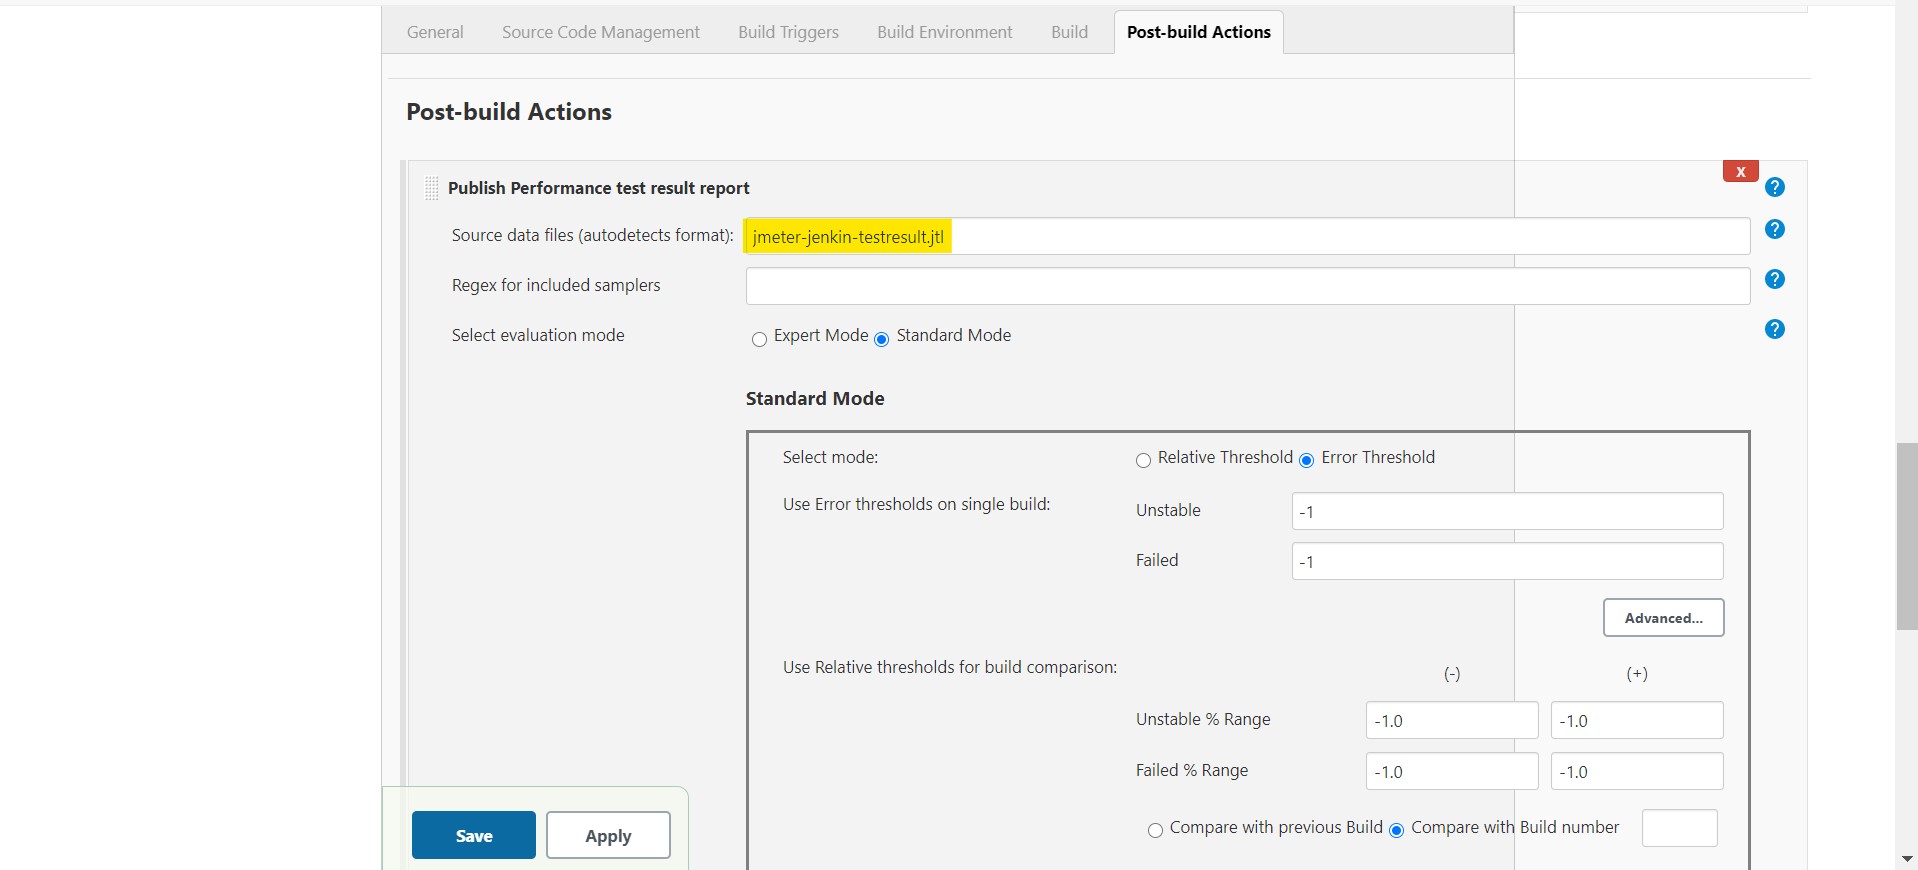 General Source Code Management Build Triggers Build Environment Build Post-build Actions
Post-build Actions
X
Publish Performance test result report ?
Source data files (autodetects format): jmeter-jenkin-testresult.jtl ?
Regex for included samplers ?
Select evaluation mode Expert Mode Standard Mode ?
Standard Mode
Select mode: Relative Threshold Error Threshold
Use Error thresholds on single build: Unstable -1
Failed -1
Advanced...
Use Relative thresholds for build comparison: (-) (+)
Unstable % Range -1.0 -1.0
Failed % Range -1.0 -1.0
Compare with previous Build Compare with Build number
Save Apply